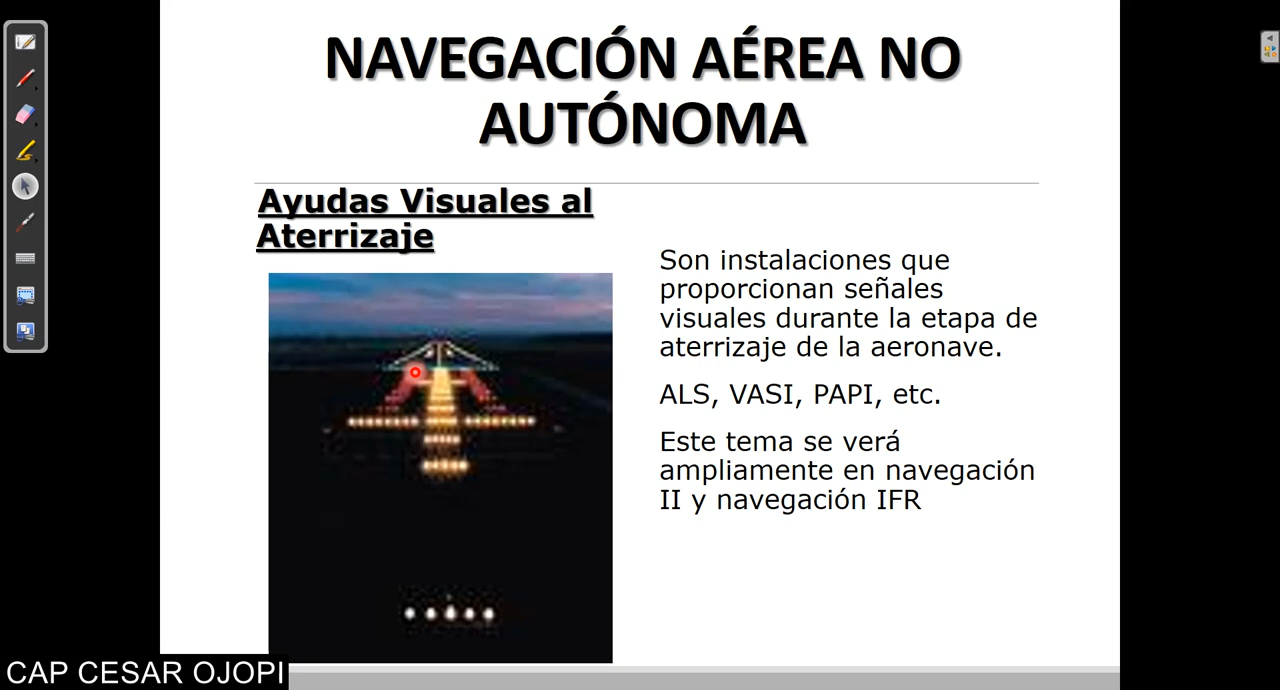 NAVEGACIÓN AÉREA NO
AUTÓNOMA
Ayudas Visuales al
Aterrizaje
Son instalaciones que
proporcionan señales
visuales durante la etapa de
aterrizaje de la aeronave.
ALS, VASI, PAPI, etc.
Este tema se verá
ampliamente en navegación
II y navegación IFR
CAP CESAR OJOPI